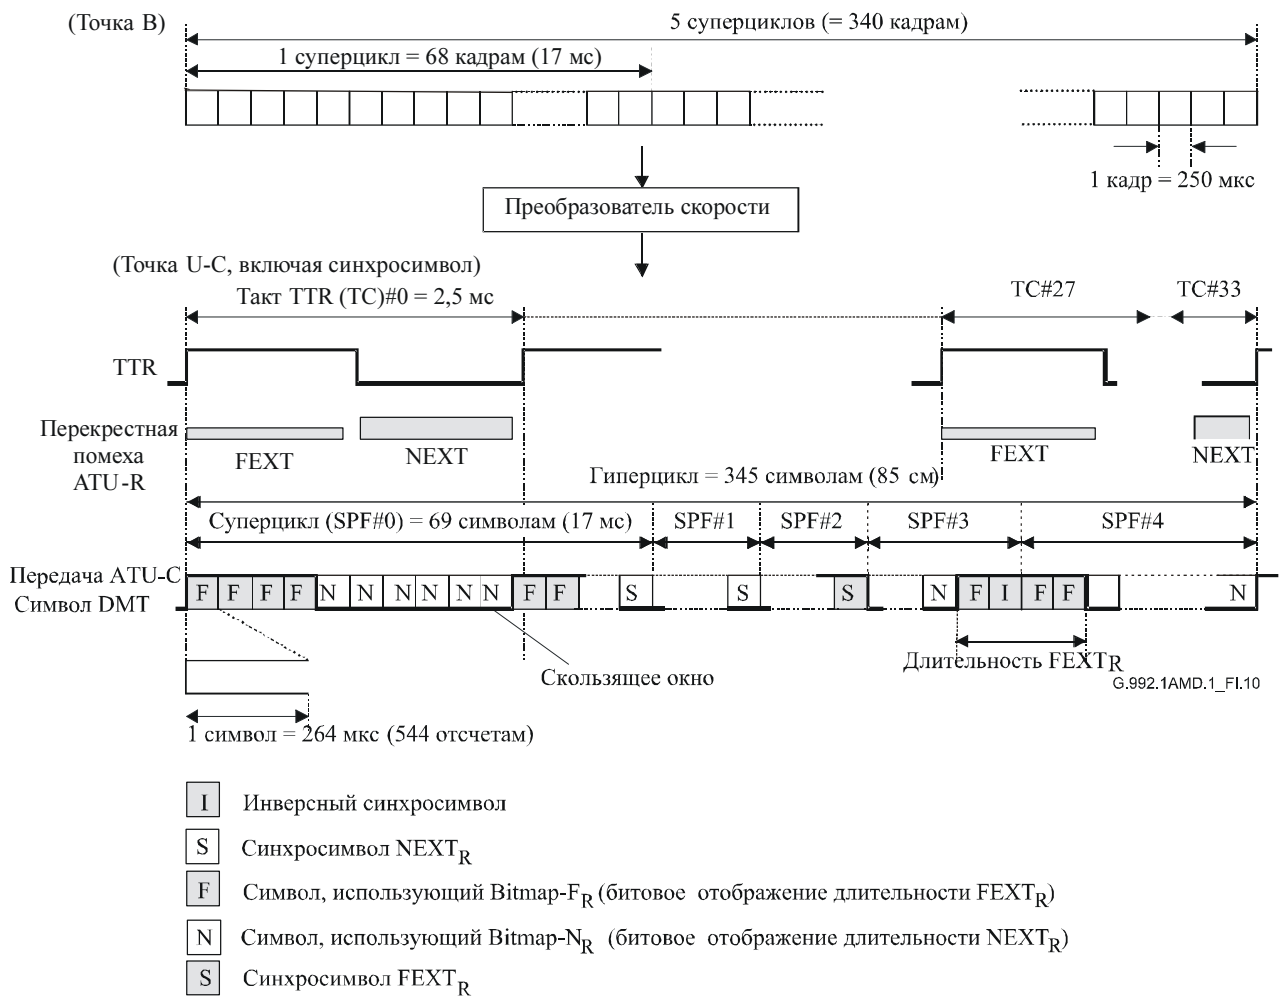 (Точка В)
5 суперциклов (= 340 кадрам)
1 суперцикл = 68 кадрам (17 мс)
1 кадр = 250 мкс
Преобразователь скорости
(Точка U-C, включая синхросимвол)
Такт TTR (TC)#0 = 2,5 мс
TC#27
TC#33
TTR
Перекрестная
помеха
ATU-R
FEXT
NEXT
FEXT
NEXT
Гиперцикл = 345 символам (85 см)
Суперцикл (SPF#0) = 69 символам (17 мс)
SPF#1
SPF#2
SPF#3
SPF#4
Передача ATU-C
Символ DMT
F F F F N N N N N N F F S S S N F I F F N
Скользящее окно
Длительность FEXTR
G.992.1AMD.1_FI.10
1 символ = 264 мкс (544 отсчетам)
I Инверсный синхросимвол
S Синхросимвол NEXTR
F Символ, использующий Bitmap-FR (битовое отображение длительности FEXTR)
N Символ, использующий Bitmap-NR (битовое отображение длительности NEXTR)
S Синхросимвол FEXTR